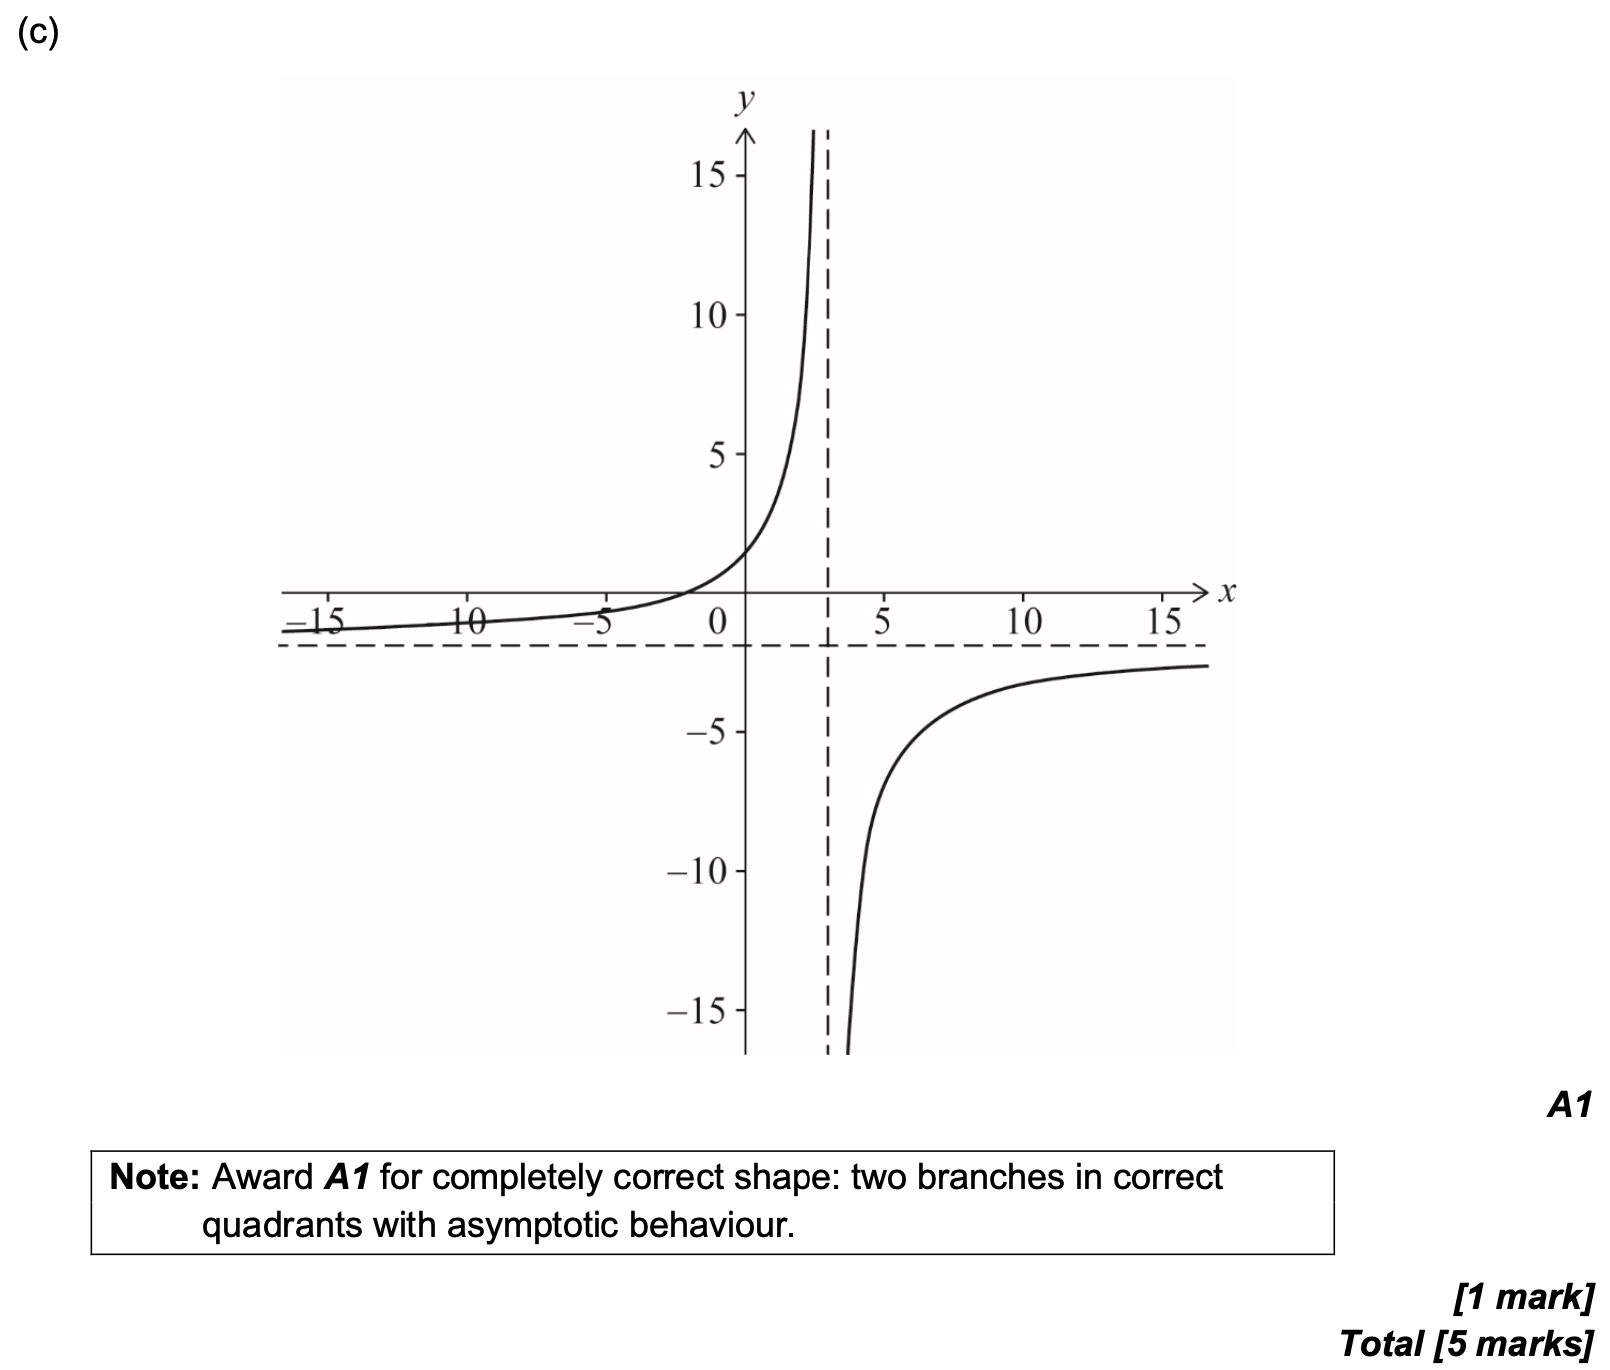 (c)
y
15
10
5
–15 –10 –5 0 5 10 15 x
–5
–10
–15
A1
Note: Award A1 for completely correct shape: two branches in correct
quadrants with asymptotic behaviour.
[1 mark]
Total [5 marks]